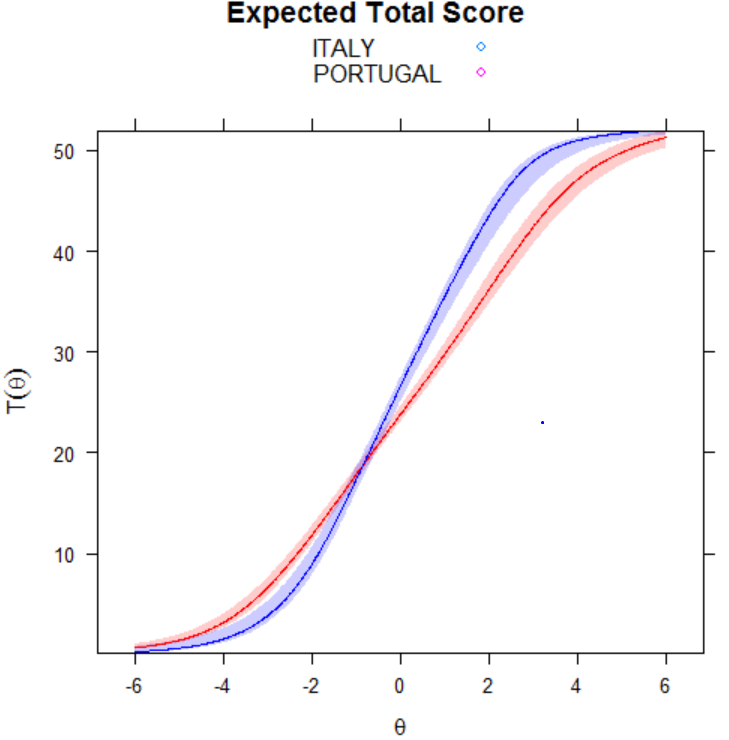 Expected Total Score
ITALY
PORTUGAL
50
40
30
20
10
T(θ)
-6 -4 -2 0 2 4 6
θ